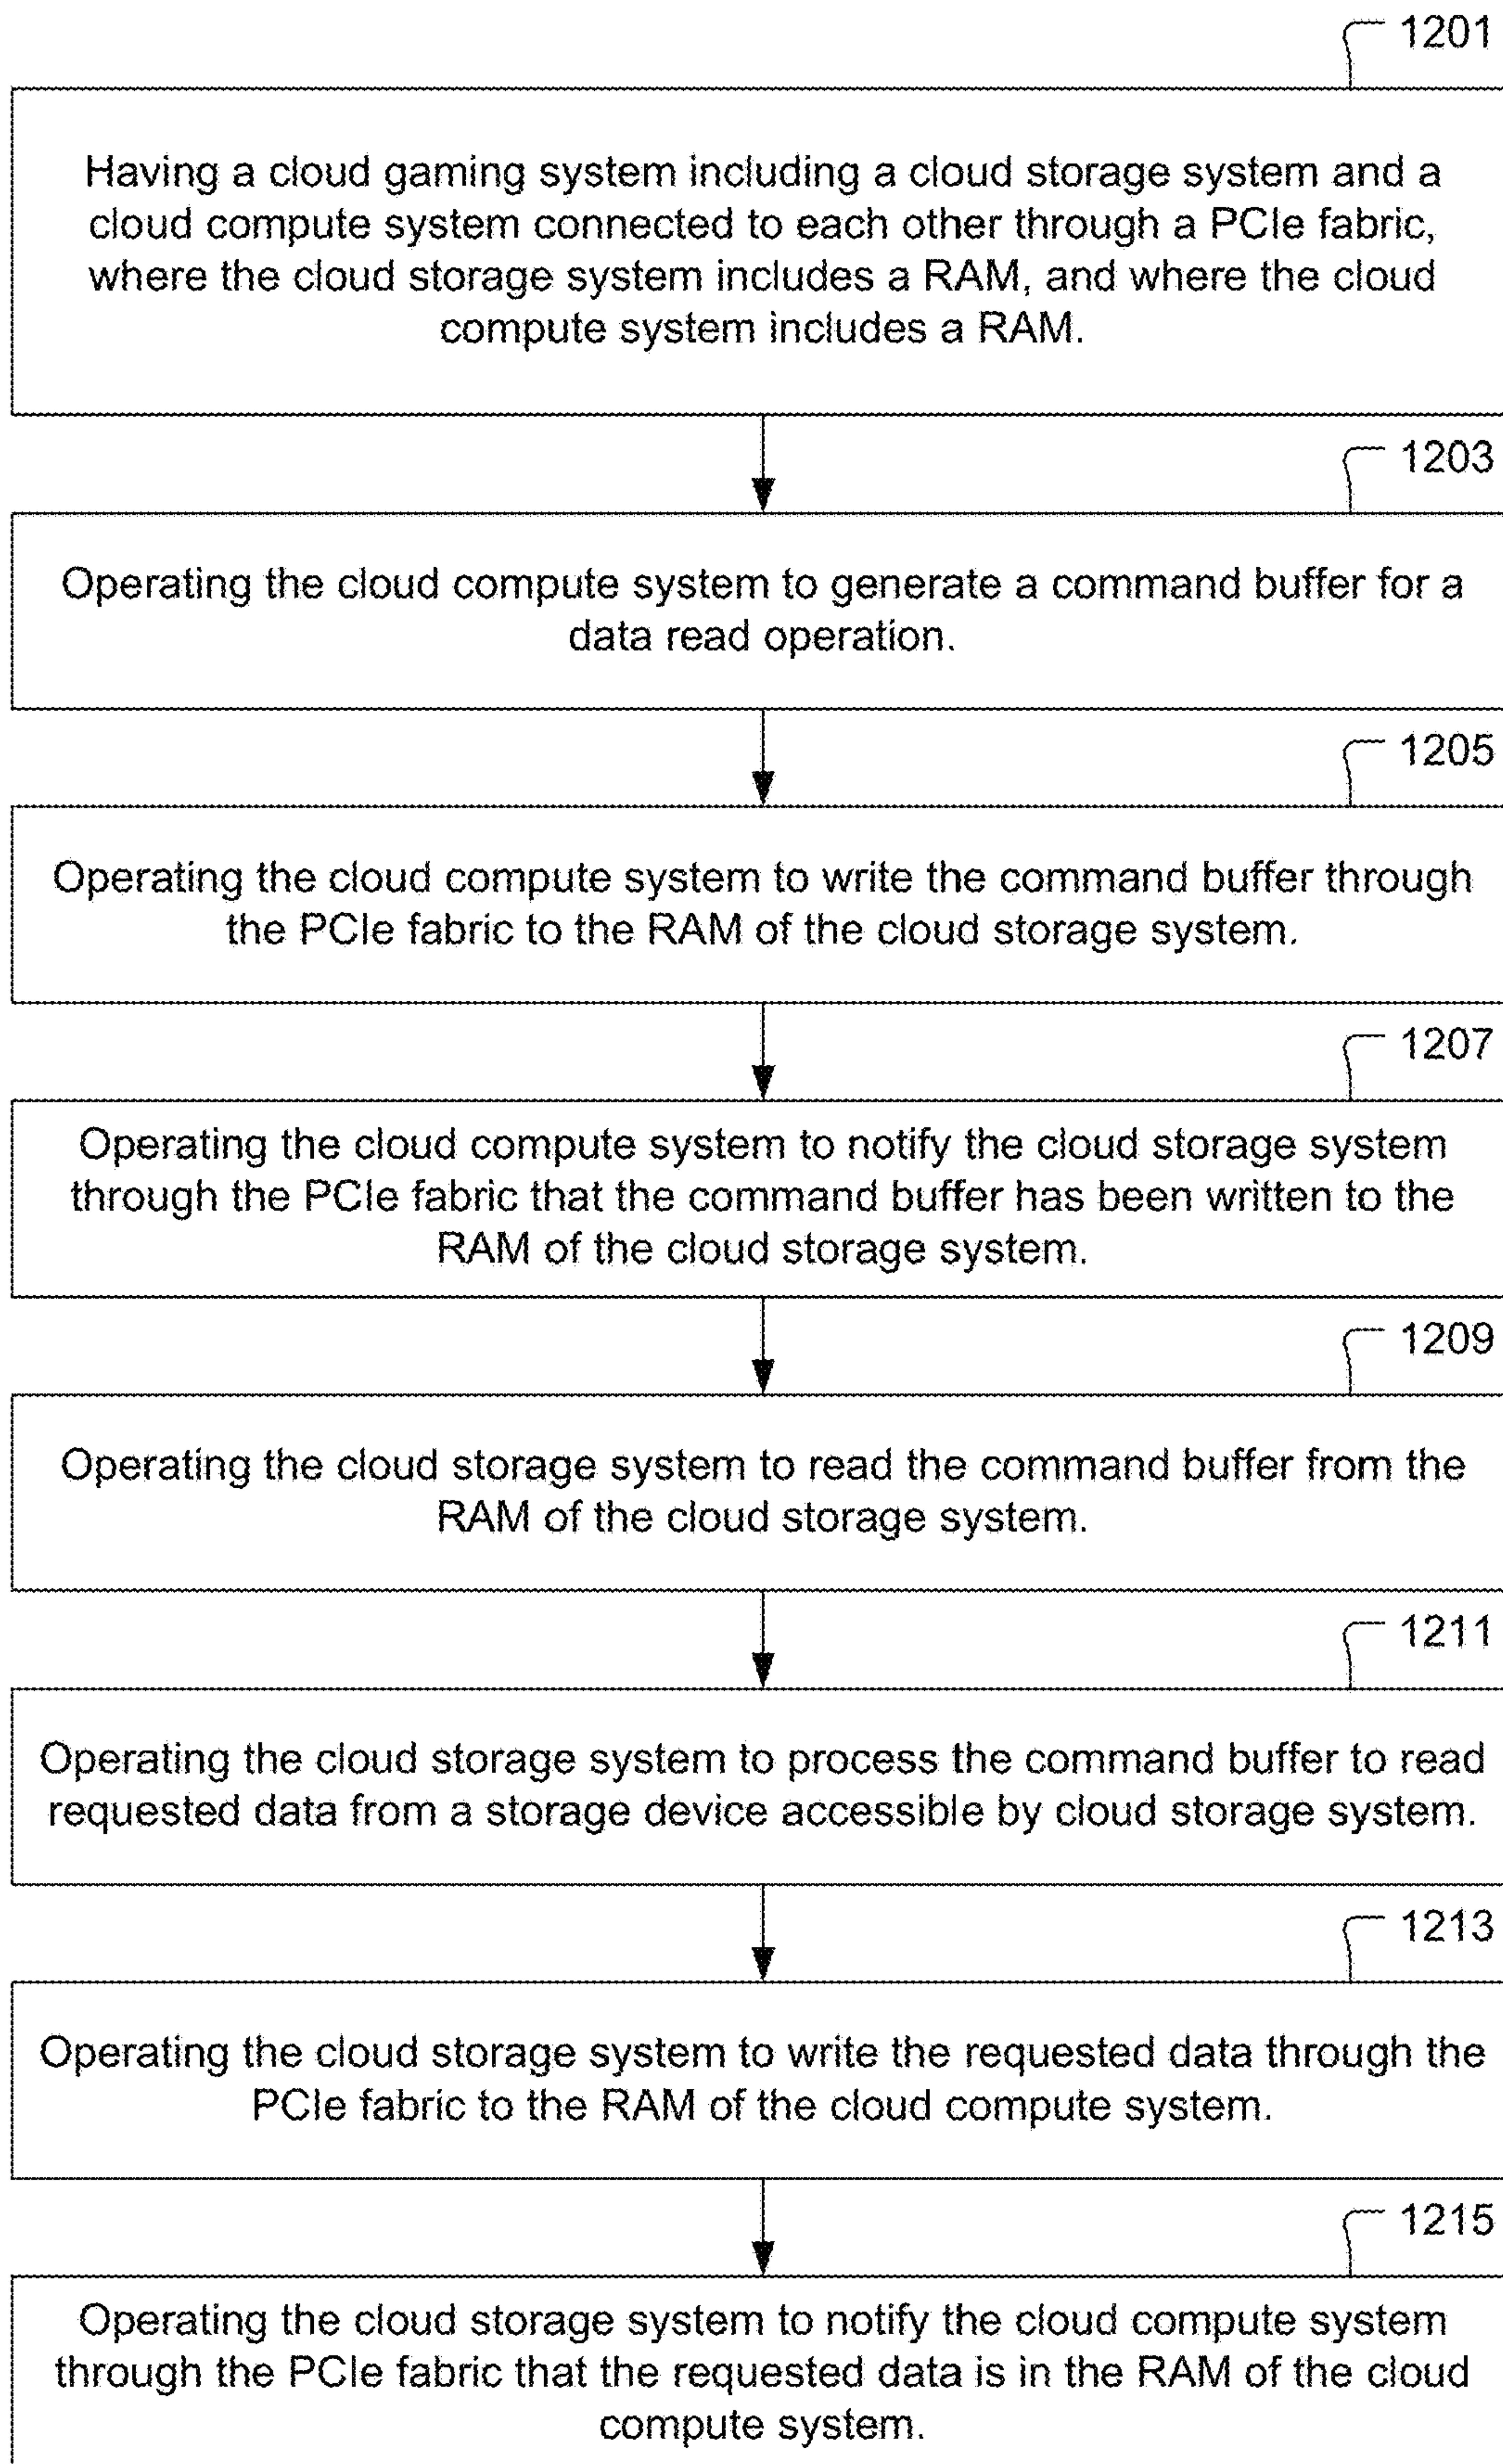 1201
Having a cloud gaming system including a cloud storage system and a
cloud compute system connected to each other through a PCIe fabric,
where the cloud storage system includes a RAM, and where the cloud
compute system includes a RAM.
1203
Operating the cloud compute system to generate a command buffer for a
data read operation.
1205
Operating the cloud compute system to write the command buffer through
the PCIe fabric to the RAM of the cloud storage system.
1207
Operating the cloud compute system to notify the cloud storage system
through the PCIe fabric that the command buffer has been written to the
RAM of the cloud storage system.
1209
Operating the cloud storage system to read the command buffer from the
RAM of the cloud storage system.
1211
Operating the cloud storage system to process the command buffer to read
requested data from a storage device accessible by cloud storage system.
1213
Operating the cloud storage system to write the requested data through the
PCIe fabric to the RAM of the cloud compute system.
1215
Operating the cloud storage system to notify the cloud compute system
through the PCIe fabric that the requested data is in the RAM of the cloud
compute system.